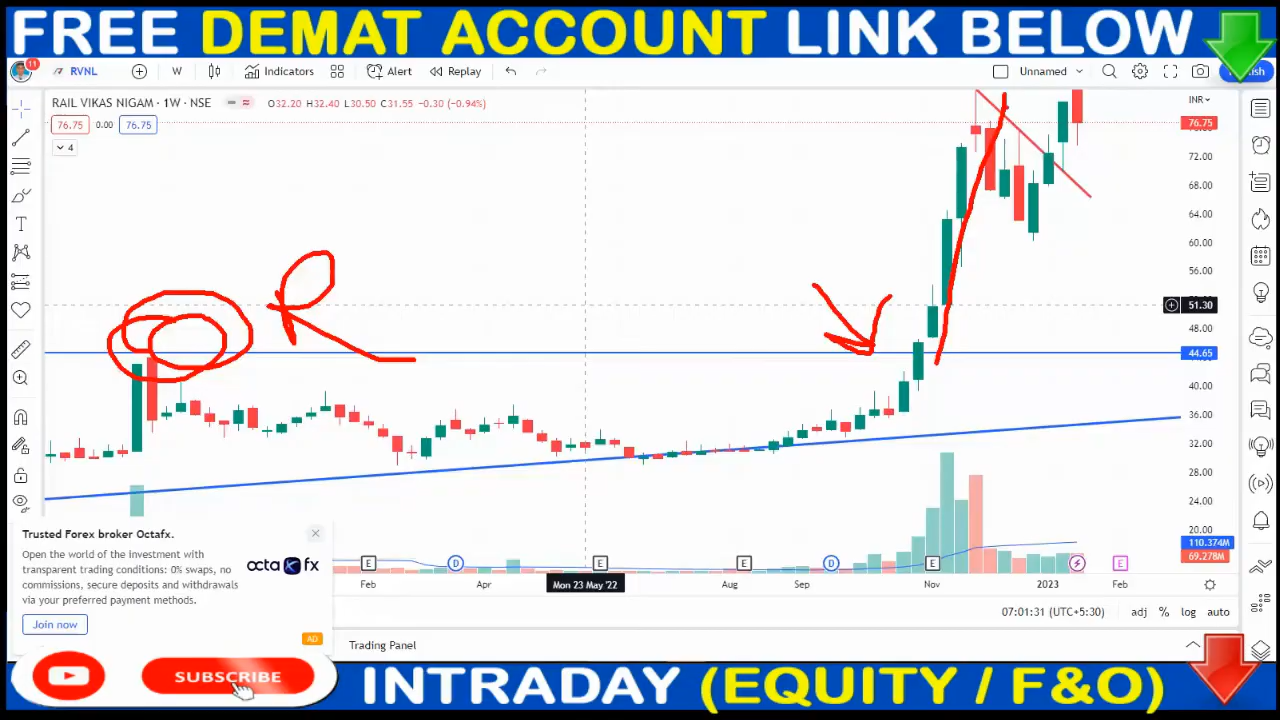 FREE DEMAT ACCOUNT LINK BELOW
11 RVNL W Indicators Alert Replay Unnamed
RAIL VIKAS NIGAM · 1W · NSE O32.20 H32.40 L30.50 C31.55 -0.30 (-0.94%) INR
76.75 0.00 76.75
76.75
4
72.00
68.00
64.00
60.00
56.00
R
51.30
48.00
44.65
40.00
36.00
32.00
28.00
24.00
20.00
110.374M
69.278M
Trusted Forex broker Octafx.
Open the world of the investment with
transparent trading conditions: 0% swaps, no
commissions, secure deposits and withdrawals
via your preferred payment methods.
octa fx
Join now
AD
E D E E D E E
Feb Apr Mon 23 May '22 Aug Sep Nov 2023 Feb
07:01:31 (UTC+5:30) adj % log auto
Trading Panel
SUBSCRIBE
INTRADAY (EQUITY / F&O)